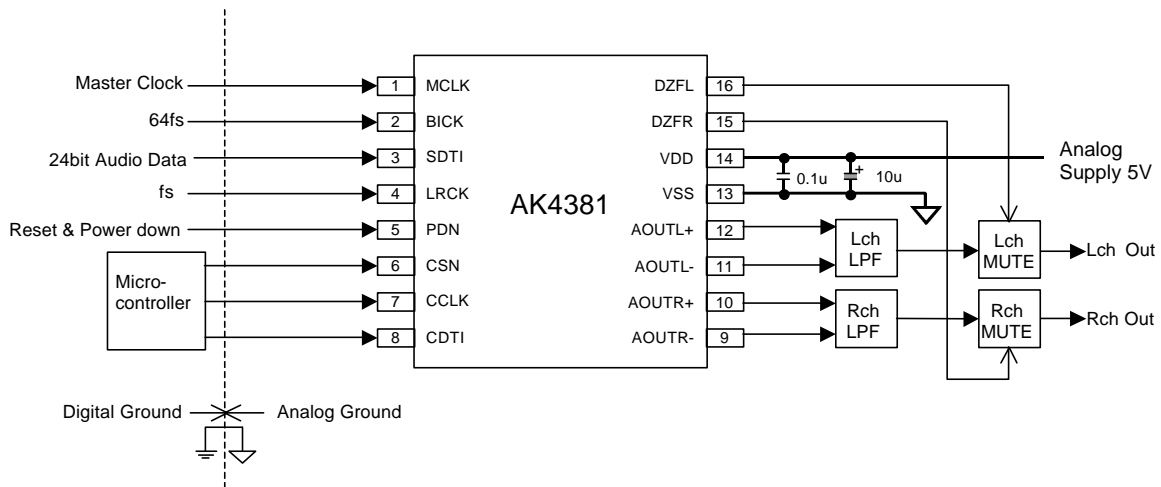 Master Clock
64fs
24bit Audio Data
fs
Reset & Power down
Micro-
controller
1 MCLK
2 BICK
3 SDTI
4 LRCK
5 PDN
6 CSN
7 CCLK
8 CDTI
AK4381
DZFL 16
DZFR 15
VDD 14
VSS 13
AOUTL+ 12
AOUTL- 11
AOUTR+ 10
AOUTR- 9
0.1u
+
10u
Analog
Supply 5V
Lch
LPF
Lch
MUTE
Lch Out
Rch
LPF
Rch
MUTE
Rch Out
Digital Ground
Analog Ground